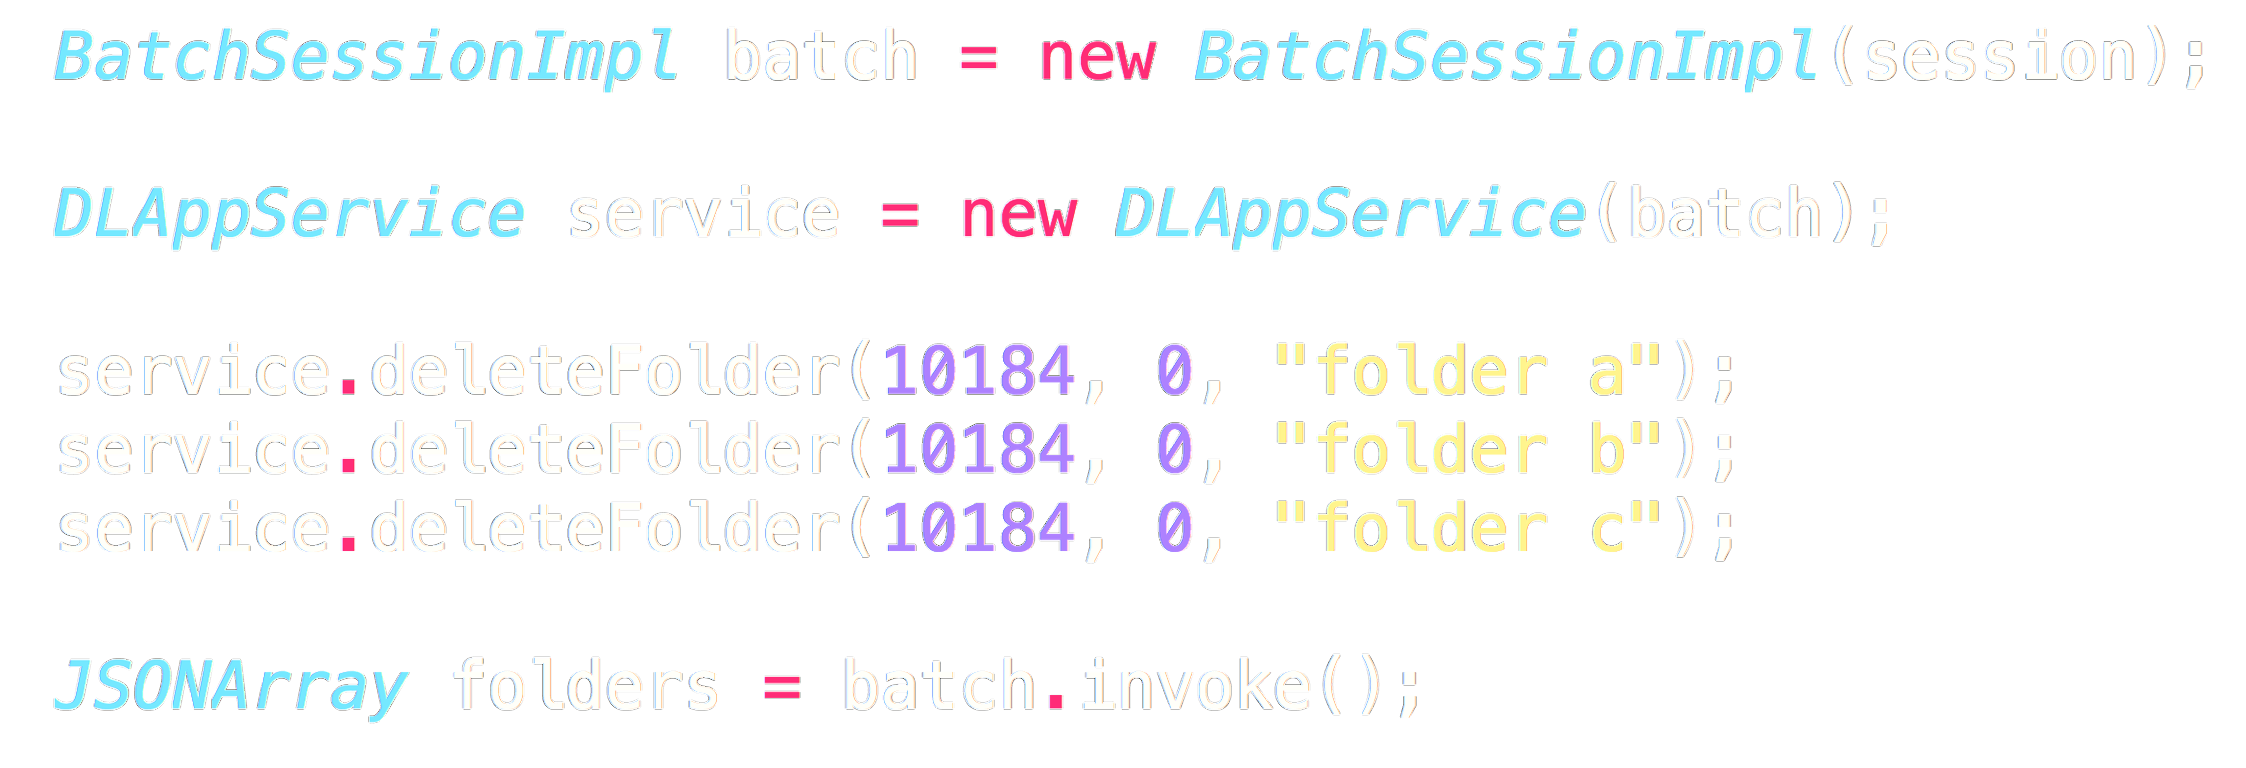 BatchSessionImpl batch = new BatchSessionImpl(session);
DLAppService service = new DLAppService(batch);
service.deleteFolder(10184, 0, "folder a");
service.deleteFolder(10184, 0, "folder b");
service.deleteFolder(10184, 0, "folder c");
JSONArray folders = batch.invoke();